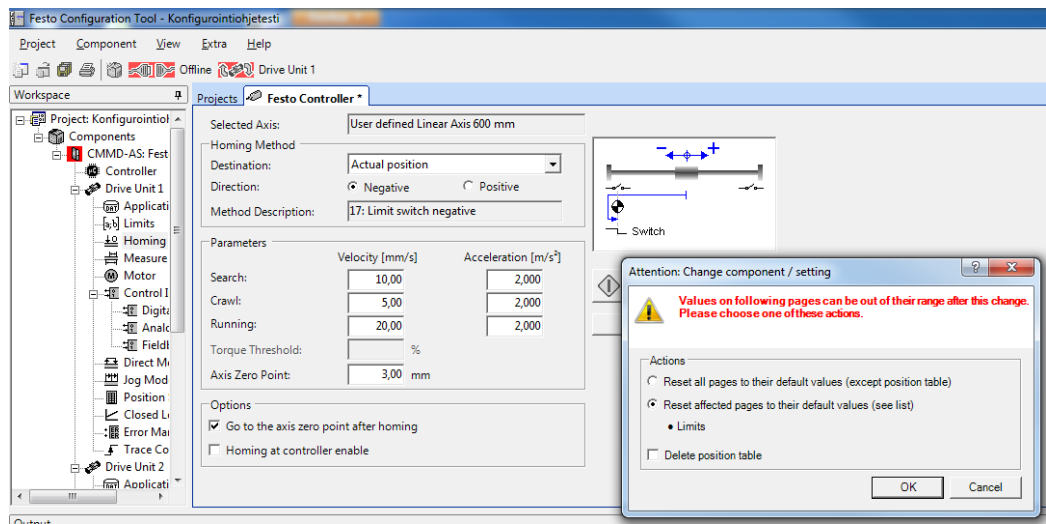 Festo Configuration Tool - Konfigurointiohjetesti
Project Component View Extra Help
Offline Drive Unit 1
Workspace
Projects Festo Controller *
Project: Konfigurointiol
Components
CMMD-AS: Fest
Controller
Drive Unit 1
Applicati
Limits
Homing
Measure
Motor
Control I
Digita
Analo
Fieldb
Direct Mo
Jog Mod
Position
Closed Lo
Error Mar
Trace Co
Drive Unit 2
Applicati
Selected Axis: User defined Linear Axis 600 mm
Homing Method
Destination: Actual position
Direction: Negative Positive
Method Description: 17: Limit switch negative
Switch
Parameters
Velocity [mm/s] Acceleration [m/s²]
Search: 10,00 2,000
Crawl: 5,00 2,000
Running: 20,00 2,000
Torque Threshold: %
Axis Zero Point: 3,00 mm
Options
Go to the axis zero point after homing
Homing at controller enable
Attention: Change component / setting
Values on following pages can be out of their range after this change.
Please choose one of these actions.
Actions
Reset all pages to their default values (except position table)
Reset affected pages to their default values (see list)
• Limits
Delete position table
OK Cancel
Output